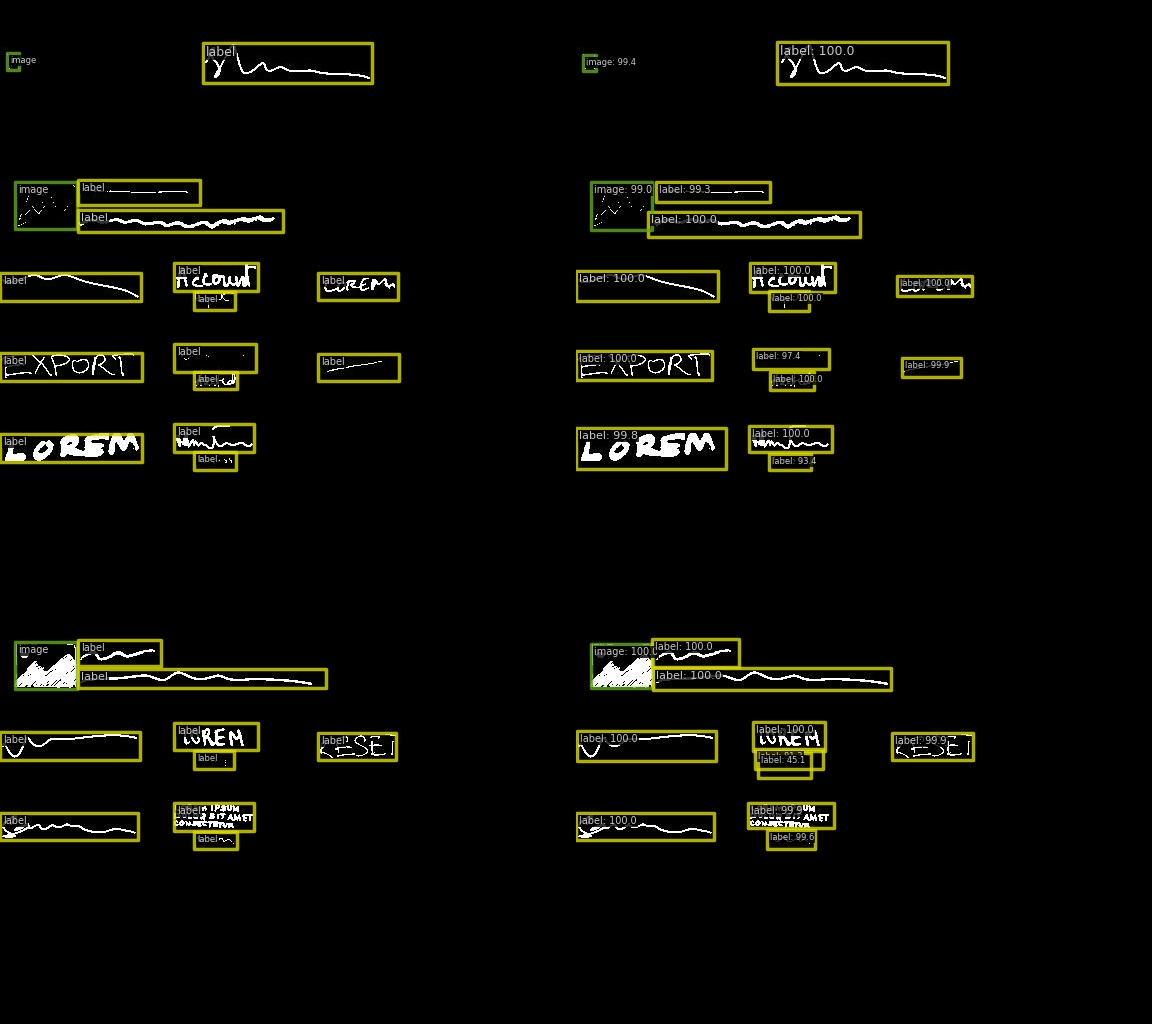 image label image: 99.4 label: 100.0
image label image: 99.0 label: 99.3
label label: 100.0
label label label label: 100.0 label: 100.0 label: 100.0
Account LOREM Account
label label: 100.0
label label label label: 100.0 label: 97.4 label: 99.9
EXPORT EXPORT
label label: 100.0
label label label: 99.8 label: 100.0
LOREM LOREM
label label: 93.4
image label image: 100.0 label: 100.0
label label: 100.0
label label label label: 100.0 label: 100.0 label: 99.9
LOREM LOREM
label label: 45.1
label label label: 100.0 label: 99.9
IPSUM
SIT AMET SIT AMET
CONSECTETUR CONSECTETUR
label label: 99.6